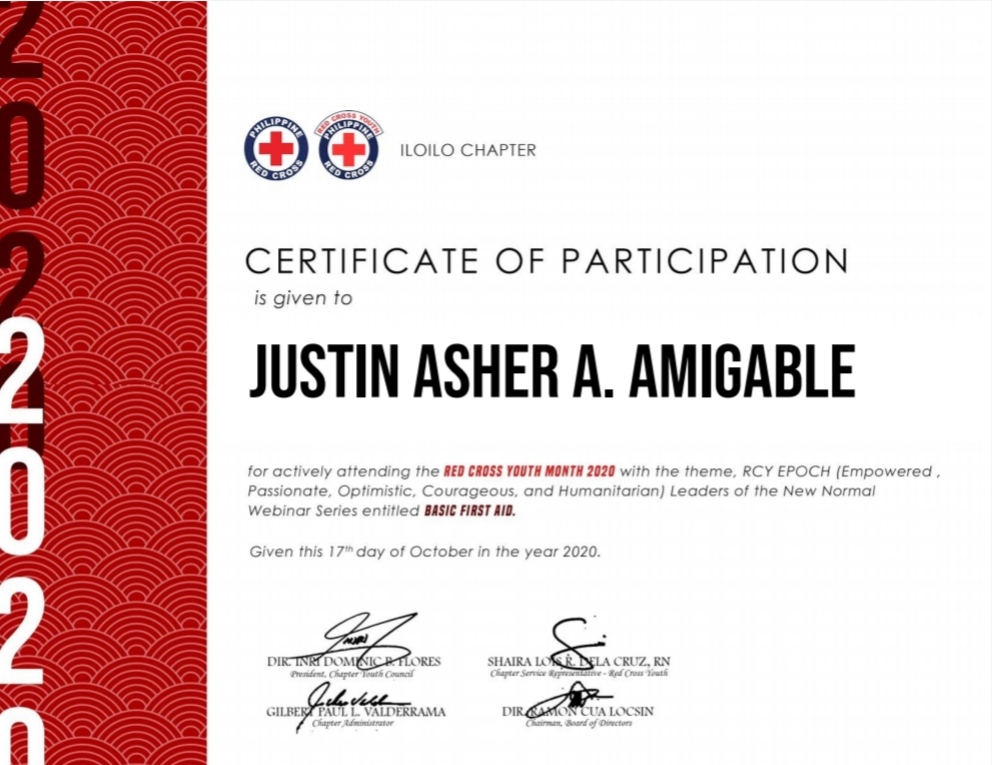 2020
2020
PHILIPPINE RED CROSS
RED CROSS YOUTH
PHILIPPINE RED CROSS
ILOILO CHAPTER
CERTIFICATE OF PARTICIPATION
is given to
JUSTIN ASHER A. AMIGABLE
for actively attending the RED CROSS YOUTH MONTH 2020 with the theme, RCY EPOCH (Empowered ,
Passionate, Optimistic, Courageous, and Humanitarian) Leaders of the New Normal
Webinar Series entitled BASIC FIRST AID.
Given this 17th day of October in the year 2020.
DIR. INRI DOMINIC B. FLORES
President, Chapter Youth Council
SHAIRA LOIS R. DELA CRUZ, RN
Chapter Service Representative - Red Cross Youth
GILBERT PAUL L. VALDERRAMA
Chapter Administrator
DIR. RAMON CUA LOCSIN
Chairman, Board of Directors